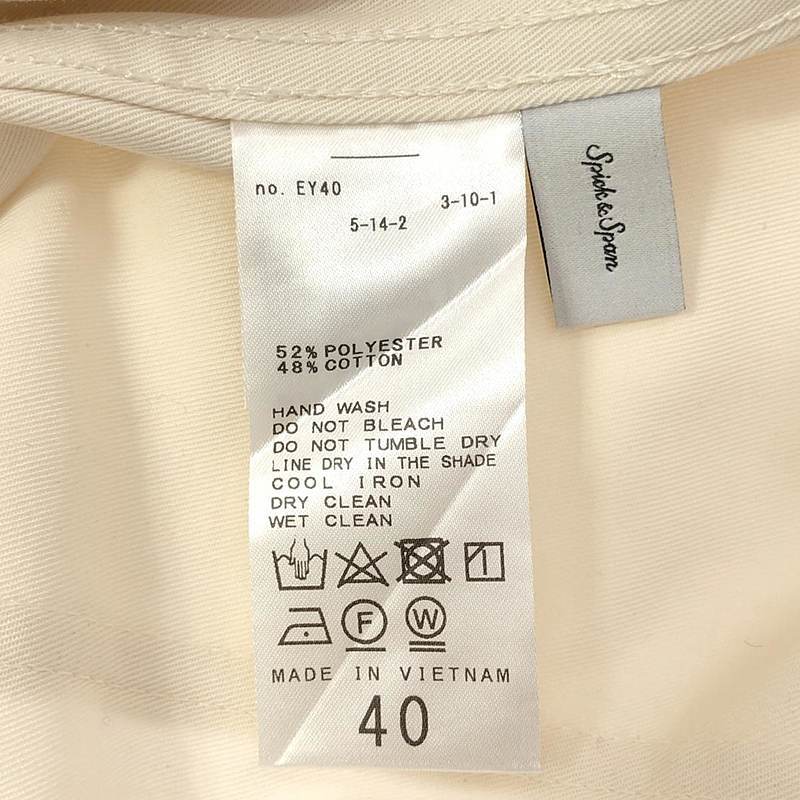 no. EY40
3-10-1
5-14-2
52% POLYESTER
48% COTTON
HAND WASH
DO NOT BLEACH
DO NOT TUMBLE DRY
LINE DRY IN THE SHADE
COOL IRON
DRY CLEAN
WET CLEAN
F W
MADE IN VIETNAM
40
Spick & Span